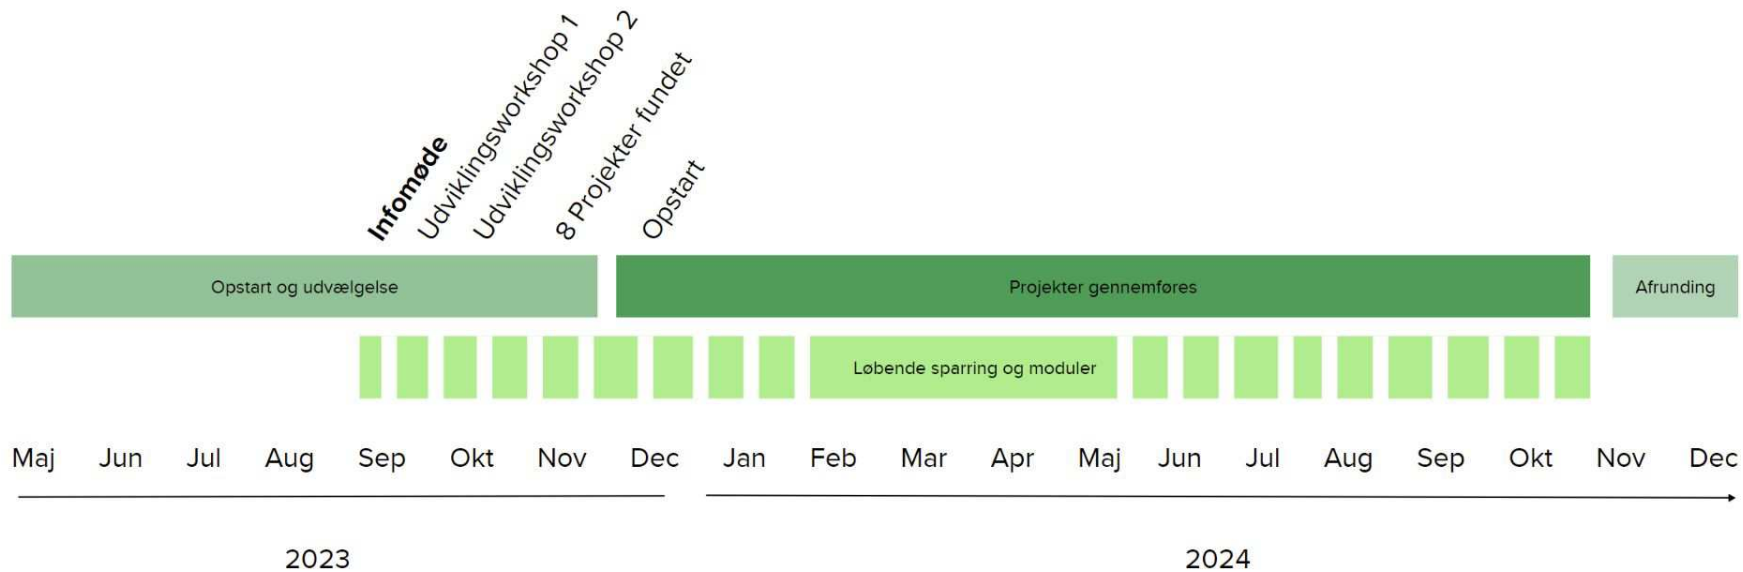 Infomøde
Udviklingsworkshop 1
Udviklingsworkshop 2
8 Projekter fundet
Opstart
Opstart og udvælgelse
Projekter gennemføres
Afrunding
Løbende sparring og moduler
Maj Jun Jul Aug Sep Okt Nov Dec Jan Feb Mar Apr Maj Jun Jul Aug Sep Okt Nov Dec
2023 2024